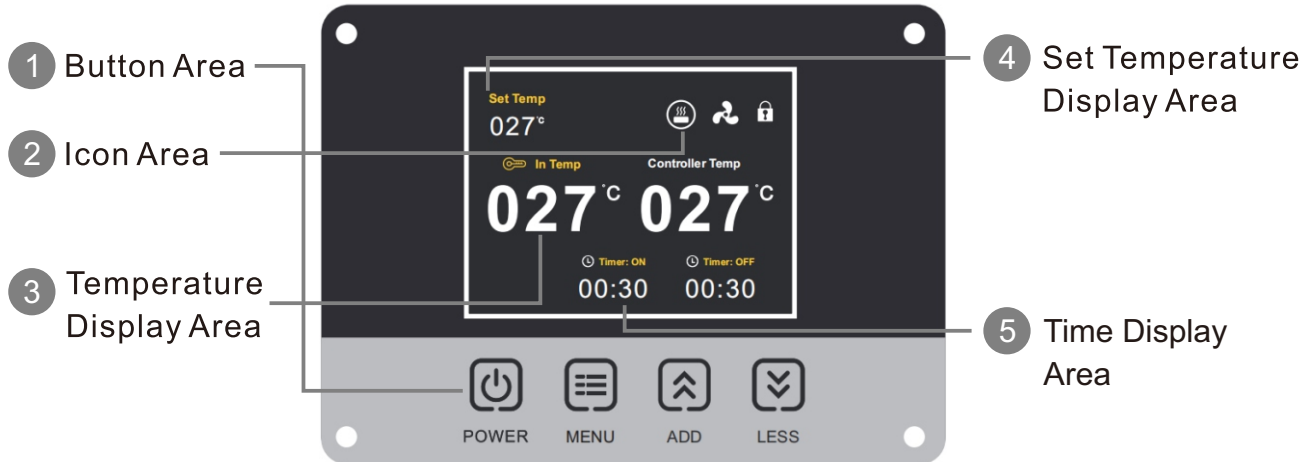 1 Button Area
2 Icon Area
3 Temperature
Display Area
4 Set Temperature
Display Area
5 Time Display
Area
Set Temp
027℃
In Temp
Controller Temp
027°C
027°C
Timer: ON
Timer: OFF
00:30
00:30
POWER
MENU
ADD
LESS